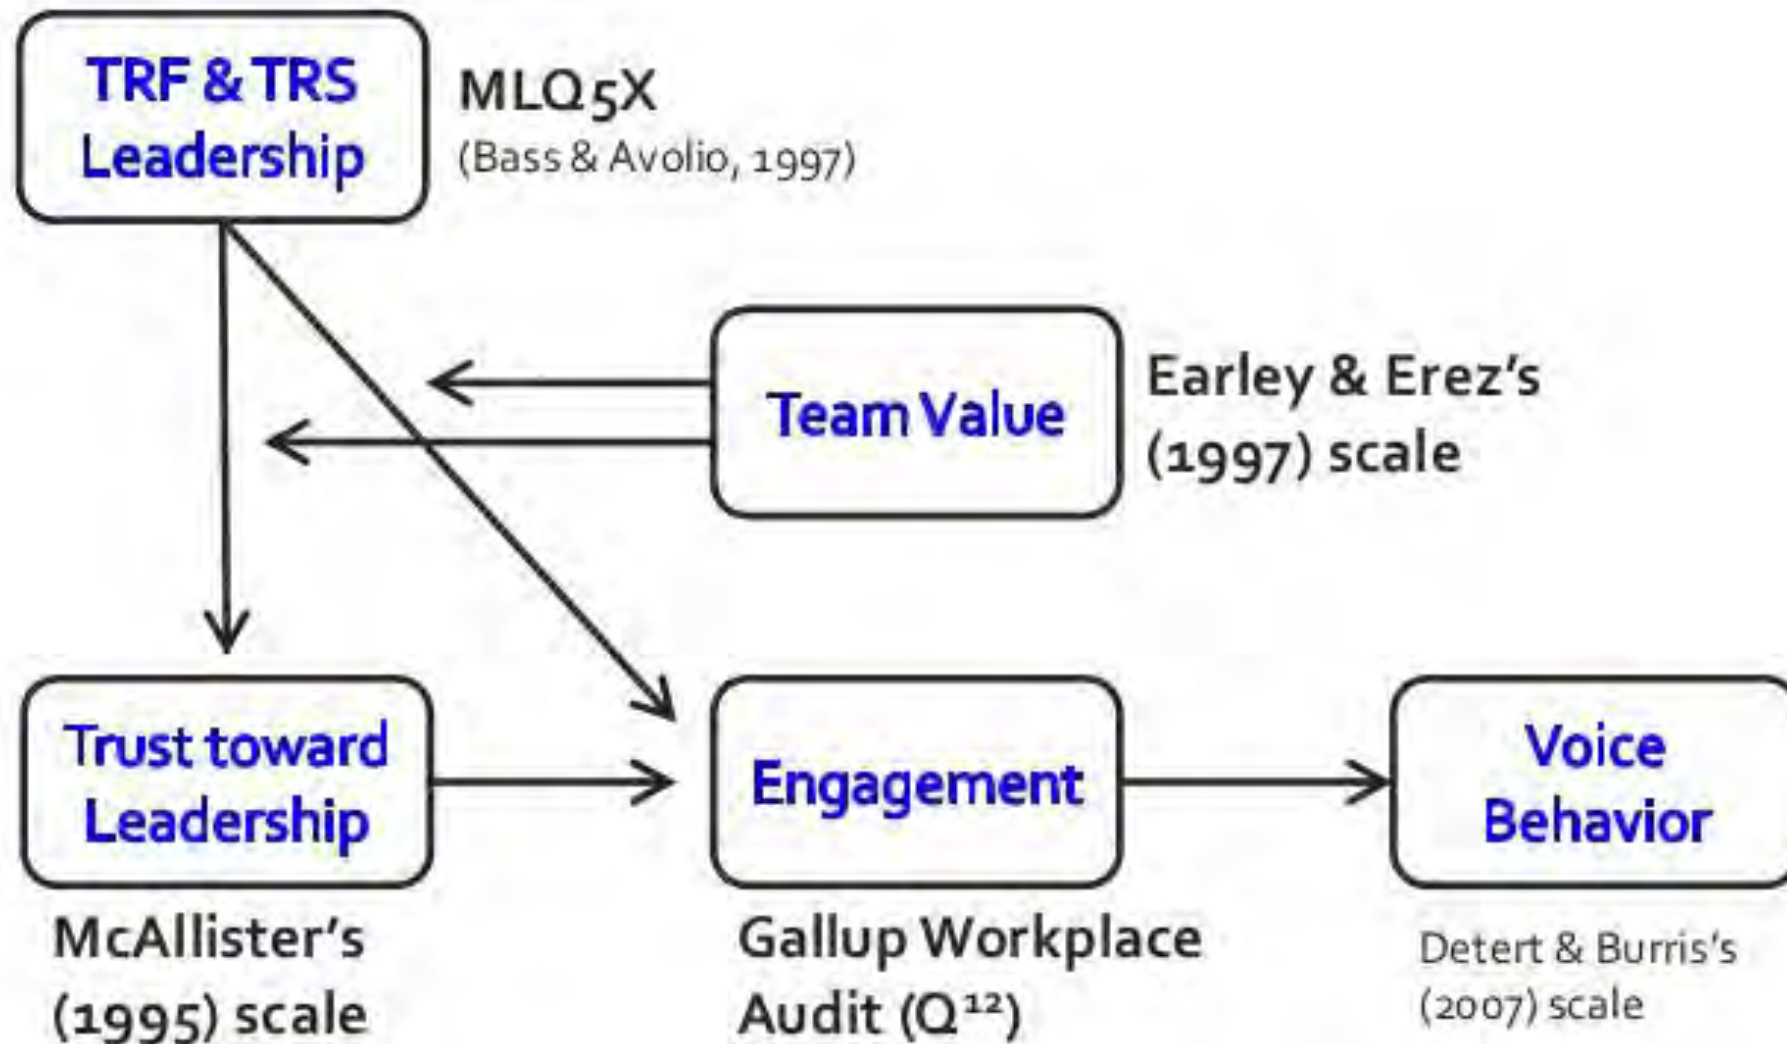 TRF & TRS
Leadership
MLQ5X
(Bass & Avolio, 1997)
Team Value
Earley & Erez’s
(1997) scale
Trust toward
Leadership
McAllister’s
(1995) scale
Engagement
Gallup Workplace
Audit (Q¹²)
Voice
Behavior
Detert & Burris’s
(2007) scale